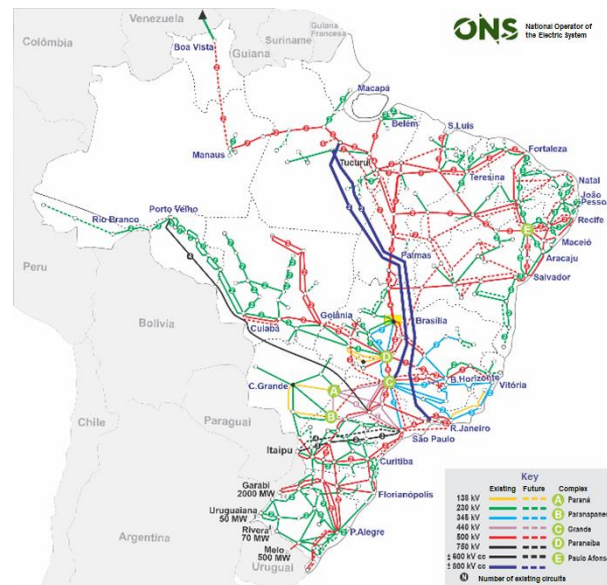 ONS
National Operator of
the Electric System
Venezuela
Guiana
Francesa
Suriname
Guiana
Colômbia
Boa Vista
Macapá
Belém
S.Luis
Manaus
Tucuruí
Fortaleza
Teresina
Natal
João
Pesso
Recife
Maceió
Aracaju
Salvador
Porto Velho
Rio Branco
Palmas
Peru
Bolívia
Cuiabá
Goiânia
Brasília
B.Horizonte
Vitória
C.Grande
A
B
C
D
E
Chile
Paraguai
R.Janeiro
São Paulo
Itaipu
Curitiba
Garabi
2000 MW
Florianópolis
Uruguaiana
50 MW
Rivera
70 MW
Melo
500 MW
P.Alegre
Uruguai
Argentina
Key
Existing Future Complex
138 kV A Paraná
230 kV B Paranapanema
345 kV C Grande
440 kV D Paranaíba
500 kV E Paulo Afonso
750 kV
±600 kV cc
±800 kV cc
N Number of existing circuits